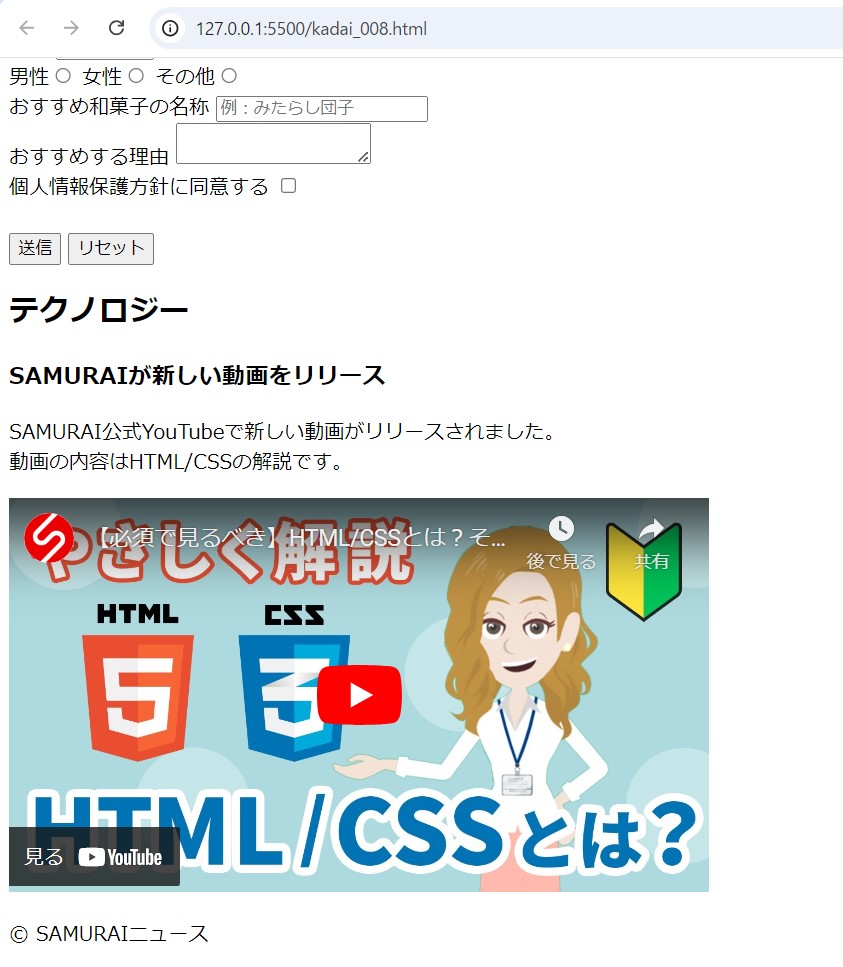 127.0.0.1:5500/kadai_008.html
男性 女性 その他
おすすめ和菓子の名称 例：みたらし団子
おすすめする理由
個人情報保護方針に同意する
送信 リセット
テクノロジー
SAMURAIが新しい動画をリリース
SAMURAI公式YouTubeで新しい動画がリリースされました。
動画の内容はHTML/CSSの解説です。
【必須で見るべき】HTML/CSSとは？そ...
後で見る 共有
やさしく解説
HTML CSS
5 3
HTML/CSSとは?
見る YouTube
© SAMURAIニュース